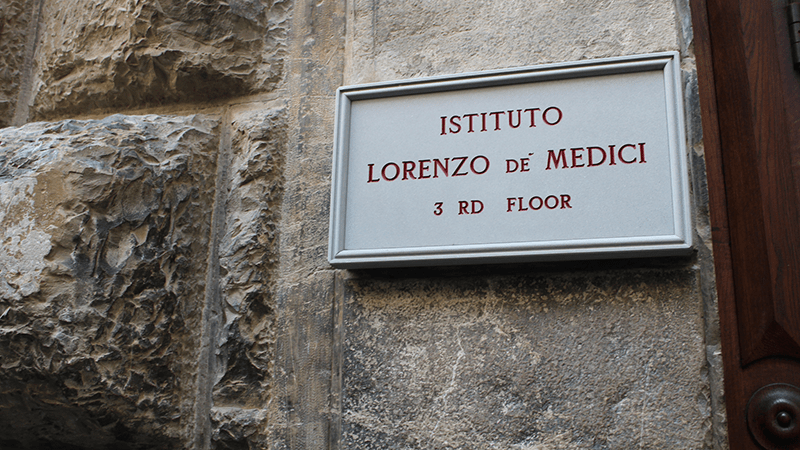 ISTITUTO
LORENZO DE' MEDICI
3 RD FLOOR